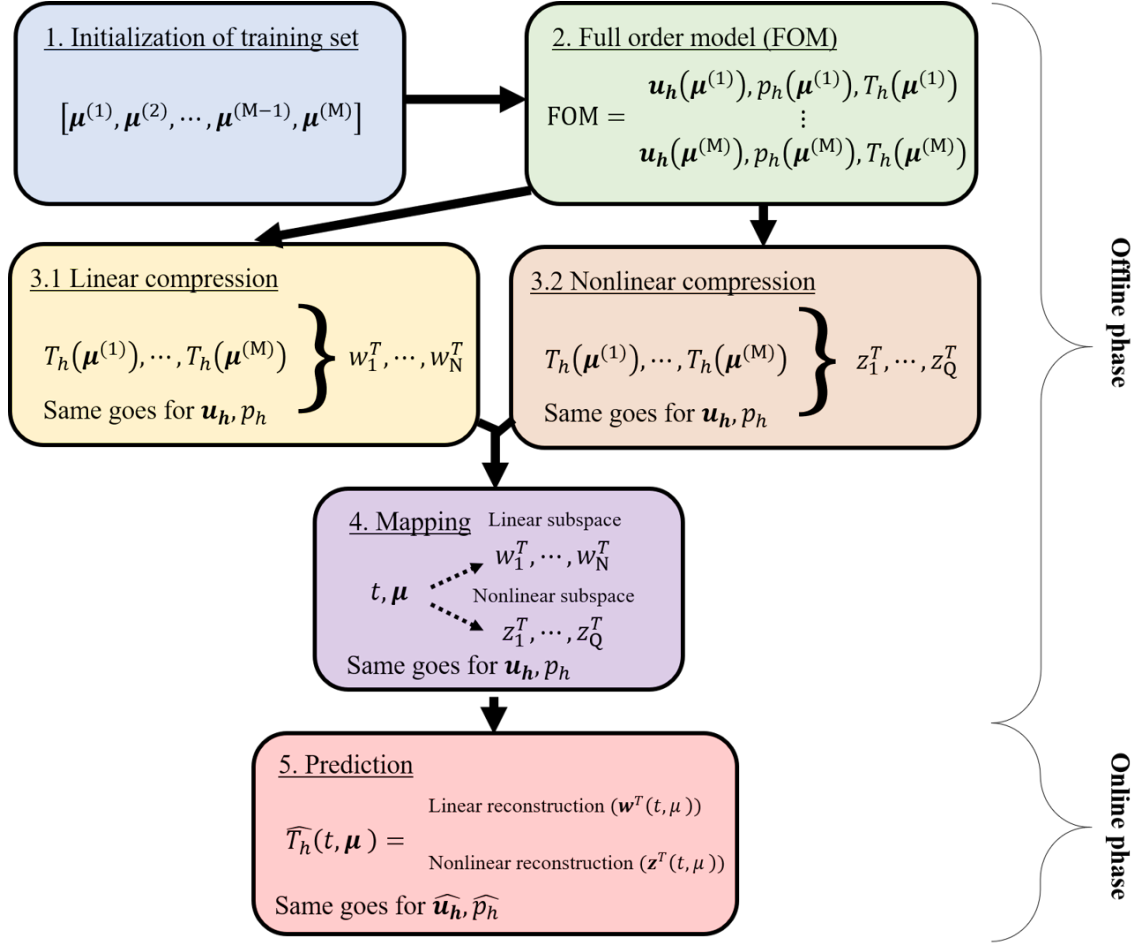 1. Initialization of training set
[𝝁⁽¹⁾, 𝝁⁽²⁾, ⋯, 𝝁⁽ᴹ⁻¹⁾, 𝝁⁽ᴹ⁾]
2. Full order model (FOM)
𝒖_𝒉(𝝁⁽¹⁾), p_h(𝝁⁽¹⁾), T_h(𝝁⁽¹⁾)
FOM = ⋮
𝒖_𝒉(𝝁⁽ᴹ⁾), p_h(𝝁⁽ᴹ⁾), T_h(𝝁⁽ᴹ⁾)
3.1 Linear compression
T_h(𝝁⁽¹⁾), ⋯, T_h(𝝁⁽ᴹ⁾) } w_1^T, ⋯, w_N^T
Same goes for 𝒖_𝒉, p_h
3.2 Nonlinear compression
T_h(𝝁⁽¹⁾), ⋯, T_h(𝝁⁽ᴹ⁾) } z_1^T, ⋯, z_Q^T
Same goes for 𝒖_𝒉, p_h
4. Mapping
Linear subspace
w_1^T, ⋯, w_N^T
t, 𝝁
Nonlinear subspace
z_1^T, ⋯, z_Q^T
Same goes for 𝒖_𝒉, p_h
5. Prediction
Linear reconstruction (𝒘^T(t, μ))
T̂_h(t, 𝝁) =
Nonlinear reconstruction (𝒛^T(t, μ))
Same goes for 𝒖̂_𝒉, p̂_h
Offline phase
Online phase